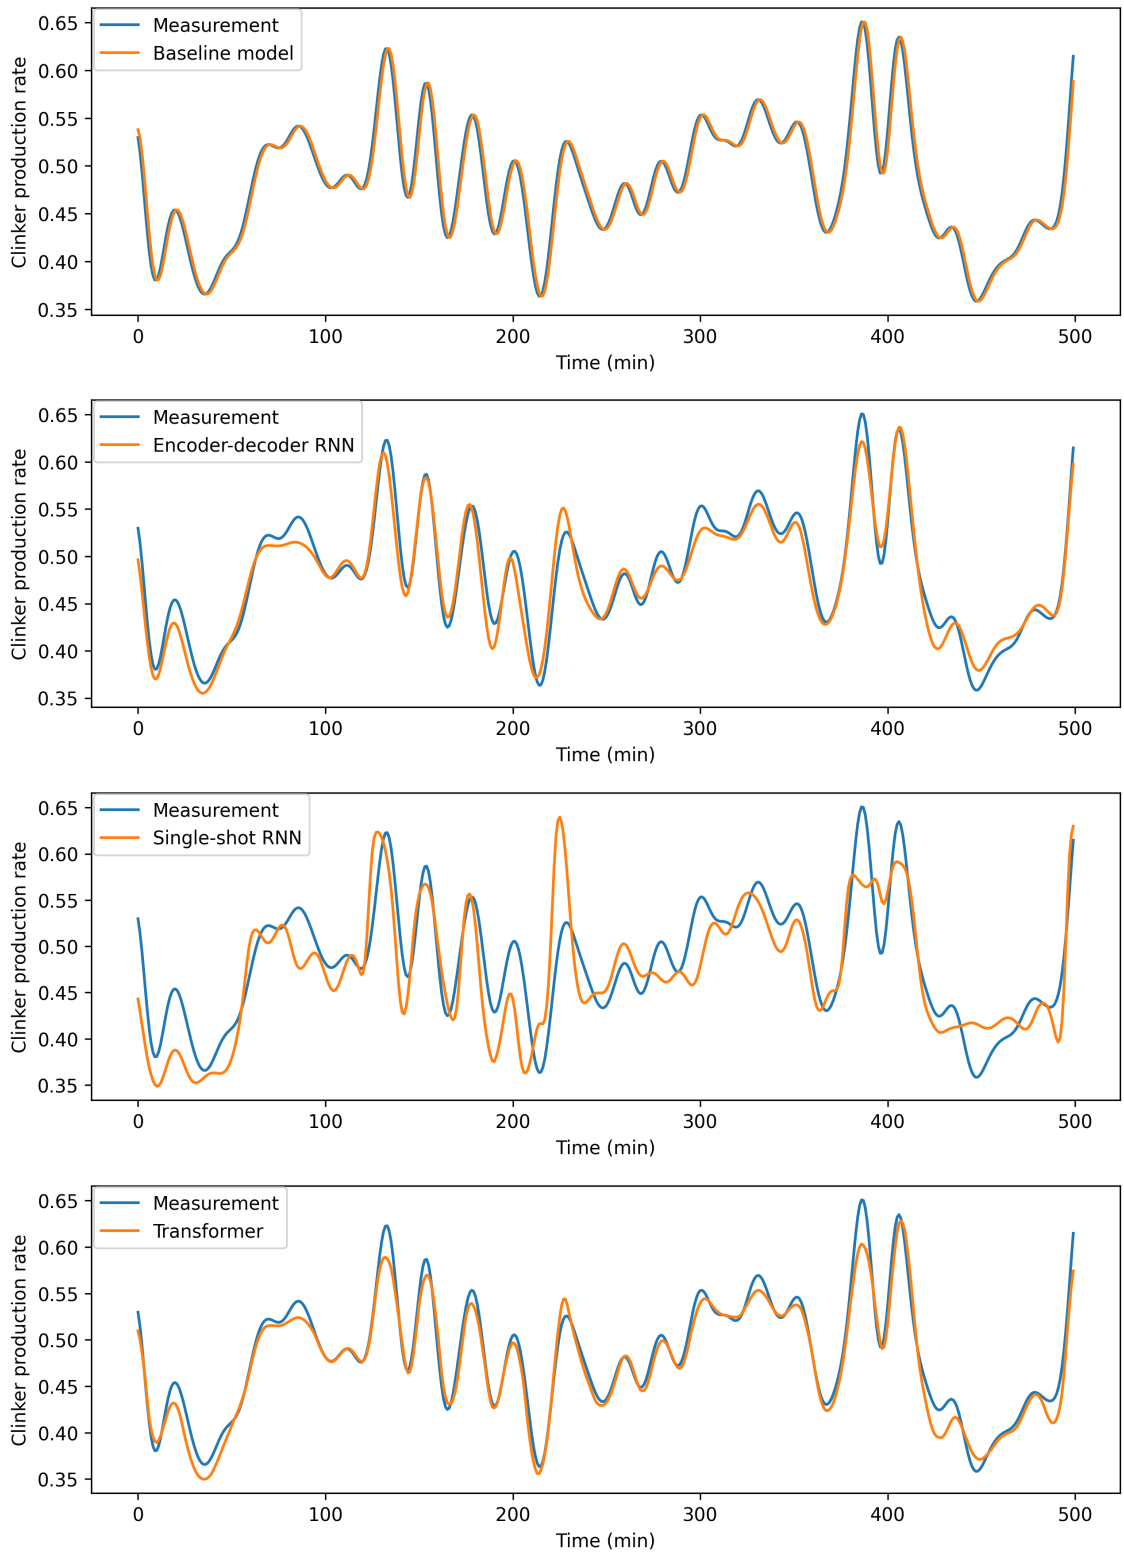 Measurement
Baseline model
Clinker production rate
0.65
0.60
0.55
0.50
0.45
0.40
0.35
0 100 200 300 400 500
Time (min)
Measurement
Encoder-decoder RNN
Clinker production rate
0.65
0.60
0.55
0.50
0.45
0.40
0.35
0 100 200 300 400 500
Time (min)
Measurement
Single-shot RNN
Clinker production rate
0.65
0.60
0.55
0.50
0.45
0.40
0.35
0 100 200 300 400 500
Time (min)
Measurement
Transformer
Clinker production rate
0.65
0.60
0.55
0.50
0.45
0.40
0.35
0 100 200 300 400 500
Time (min)